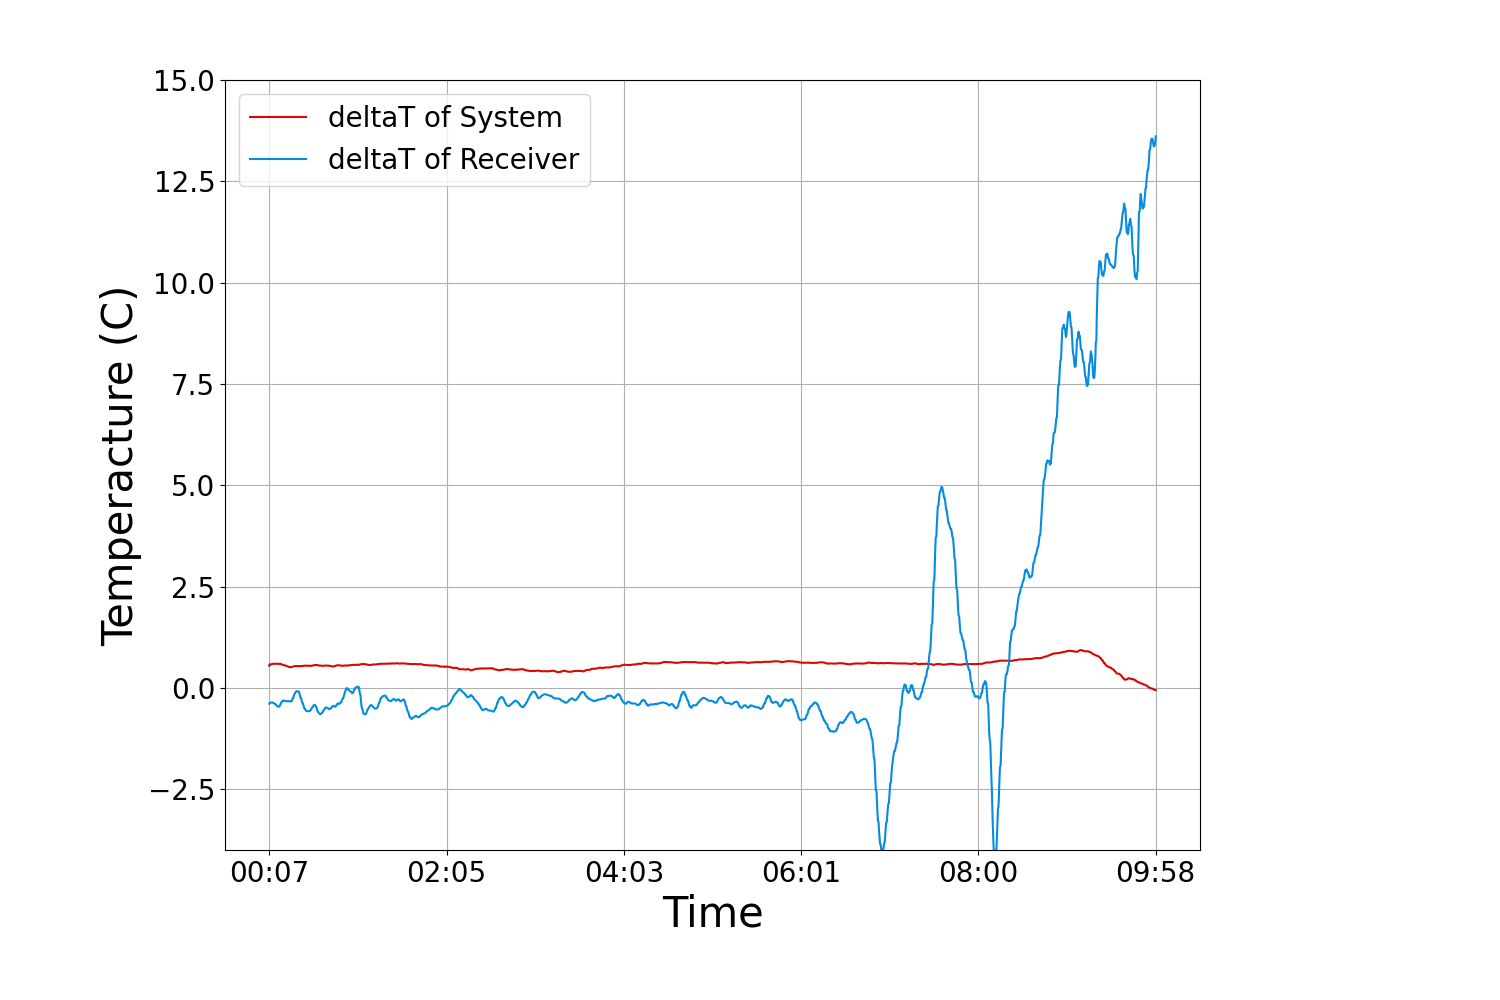 15.0
12.5
10.0
7.5
5.0
2.5
0.0
−2.5
Temperacture (C)
deltaT of System
deltaT of Receiver
00:07 02:05 04:03 06:01 08:00 09:58
Time